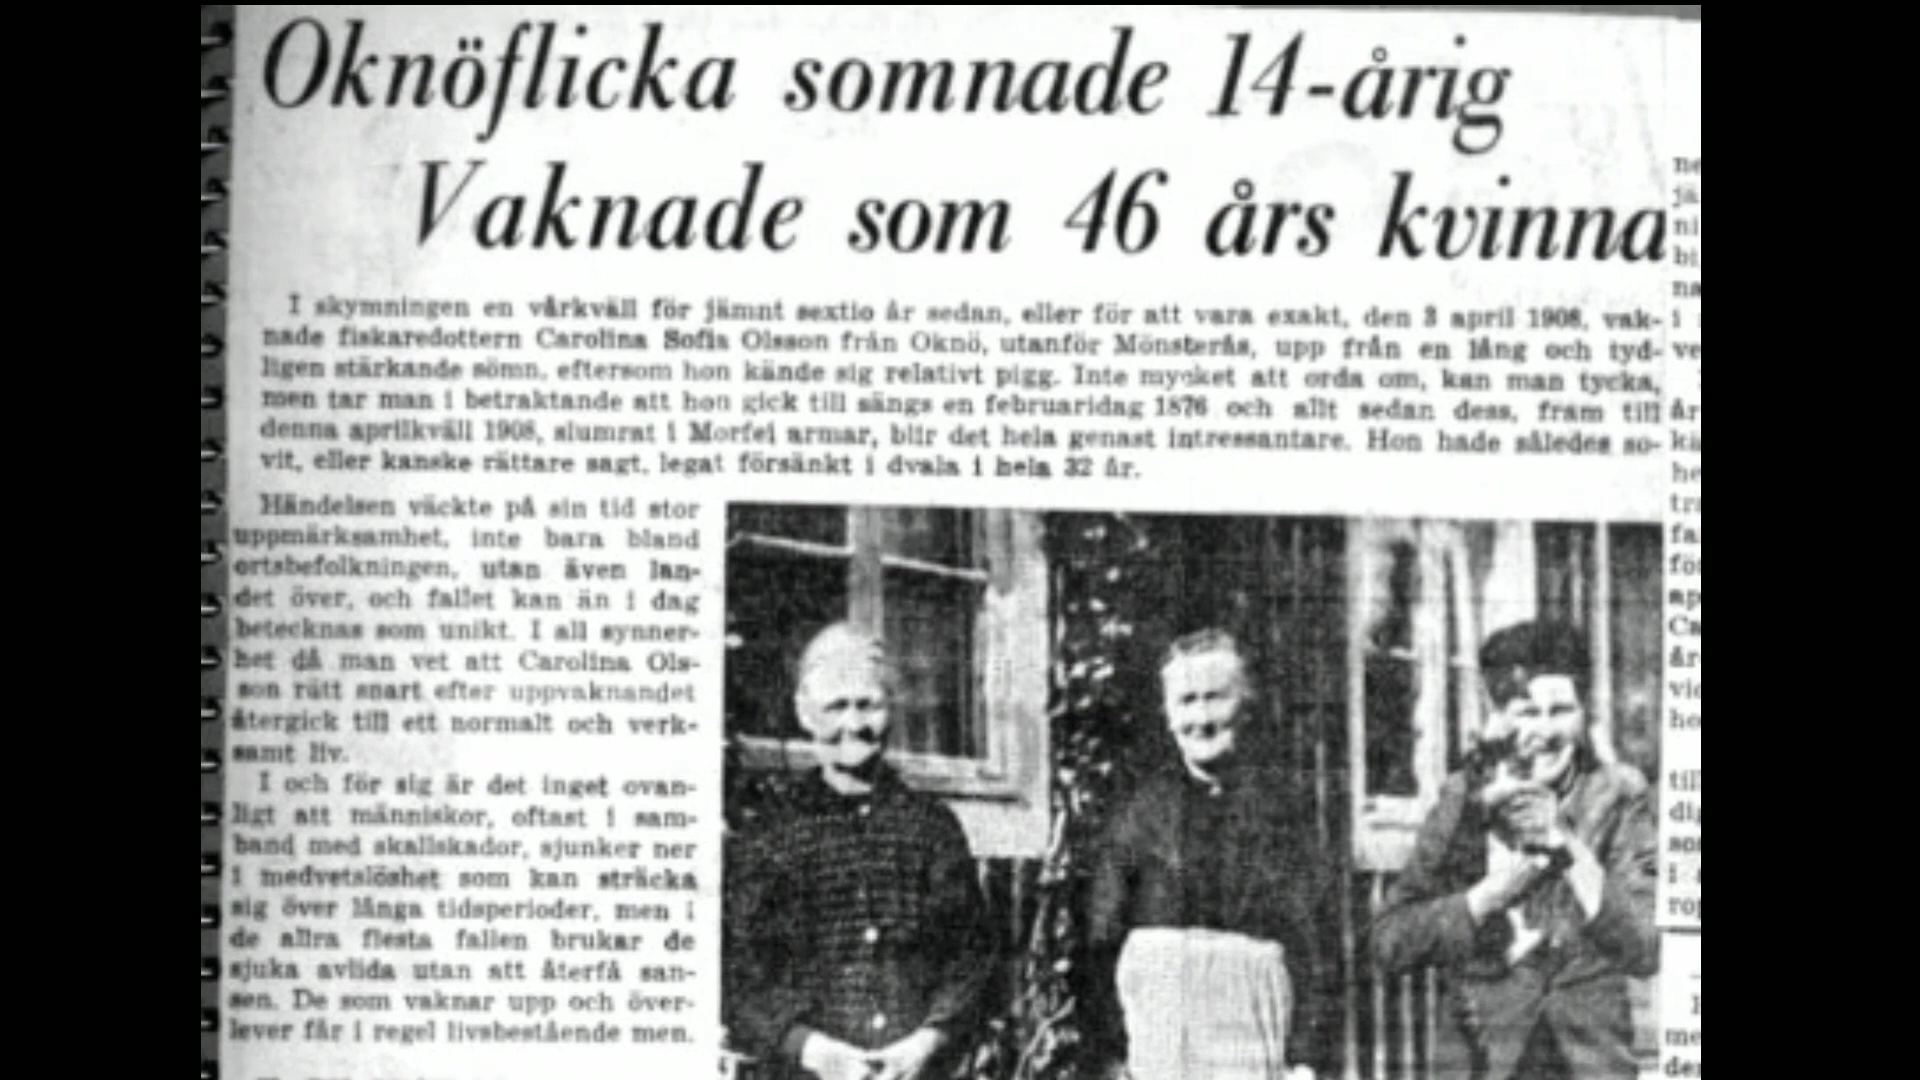 Oknöflicka somnade 14-årig
Vaknade som 46 års kvinna
I skymningen en vårkväll för jämnt sextio år sedan, eller för att vara exakt, den 3 april 1908, vak-
nade fiskaredottern Carolina Sofia Olsson från Oknö, utanför Mönsterås, upp från en lång och tyd-
ligen stärkande sömn, eftersom hon kände sig relativt pigg. Inte mycket att orda om, kan man tycka,
men tar man i betraktande att hon gick till sängs en februaridag 1876 och allt sedan dess, fram till
denna aprilkväll 1908, slumrat i Morfei armar, blir det hela genast intressantare. Hon hade således so-
vit, eller kanske rättare sagt, legat försänkt i dvala i hela 32 år.
Händelsen väckte på sin tid stor
uppmärksamhet, inte bara bland
ortsbefolkningen, utan även lan-
det över, och fallet kan än i dag
betecknas som unikt. I all synner-
het då man vet att Carolina Ols-
son rätt snart efter uppvaknandet
återgick till ett normalt och verk-
samt liv.
I och för sig är det inget ovan-
ligt att människor, oftast i sam-
band med skallskador, sjunker ner
i medvetslöshet som kan sträcka
sig över långa tidsperioder, men i
de allra flesta fallen brukar de
sjuka avlida utan att återfå san-
sen. De som vaknar upp och över-
lever får i regel livsbestående men.